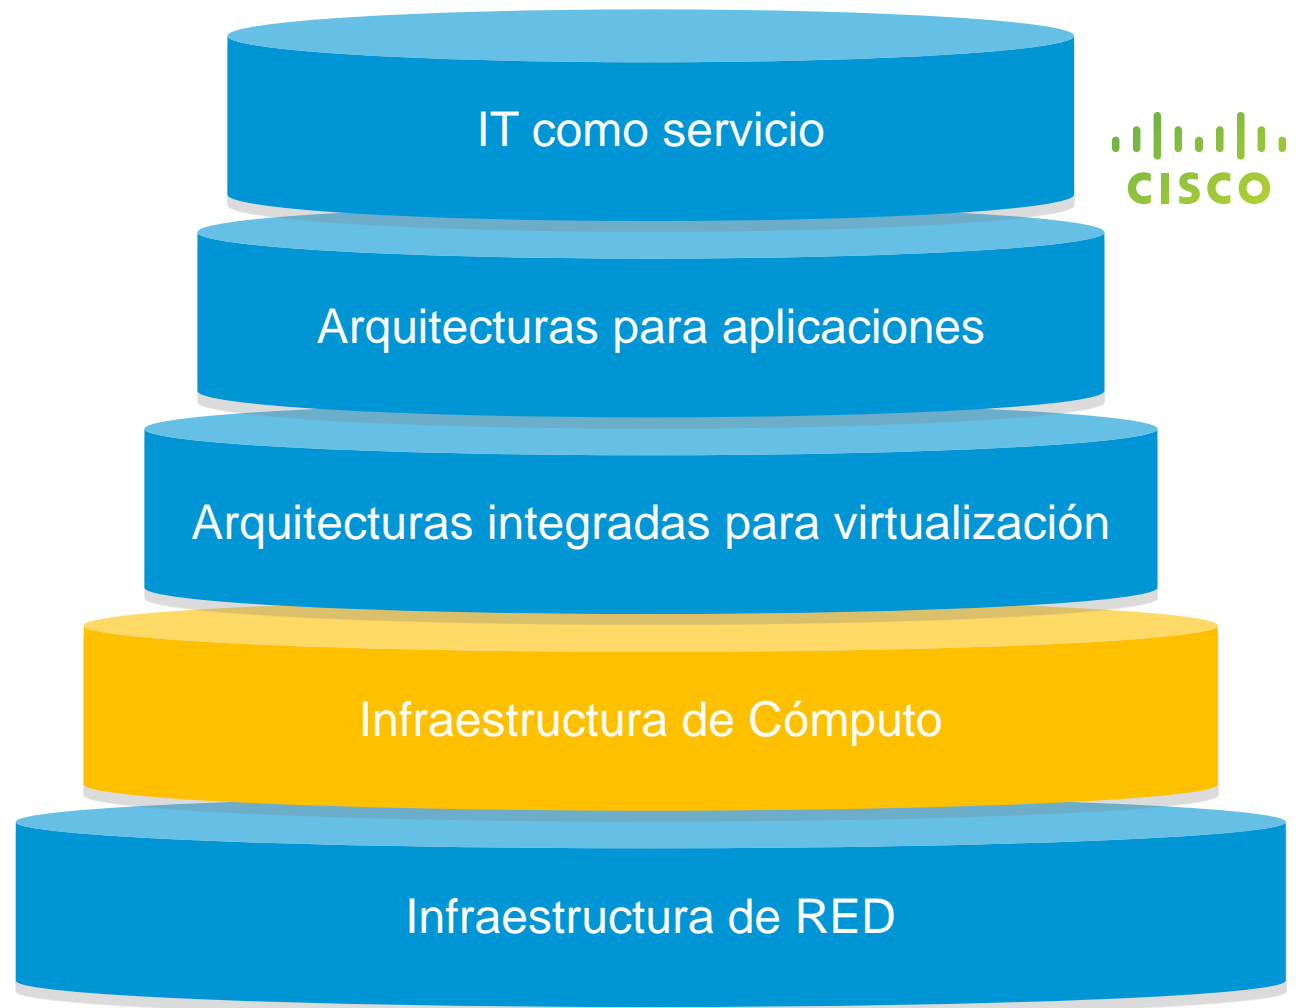 IT como servicio
CISCO
Arquitecturas para aplicaciones
Arquitecturas integradas para virtualización
Infraestructura de Cómputo
Infraestructura de RED